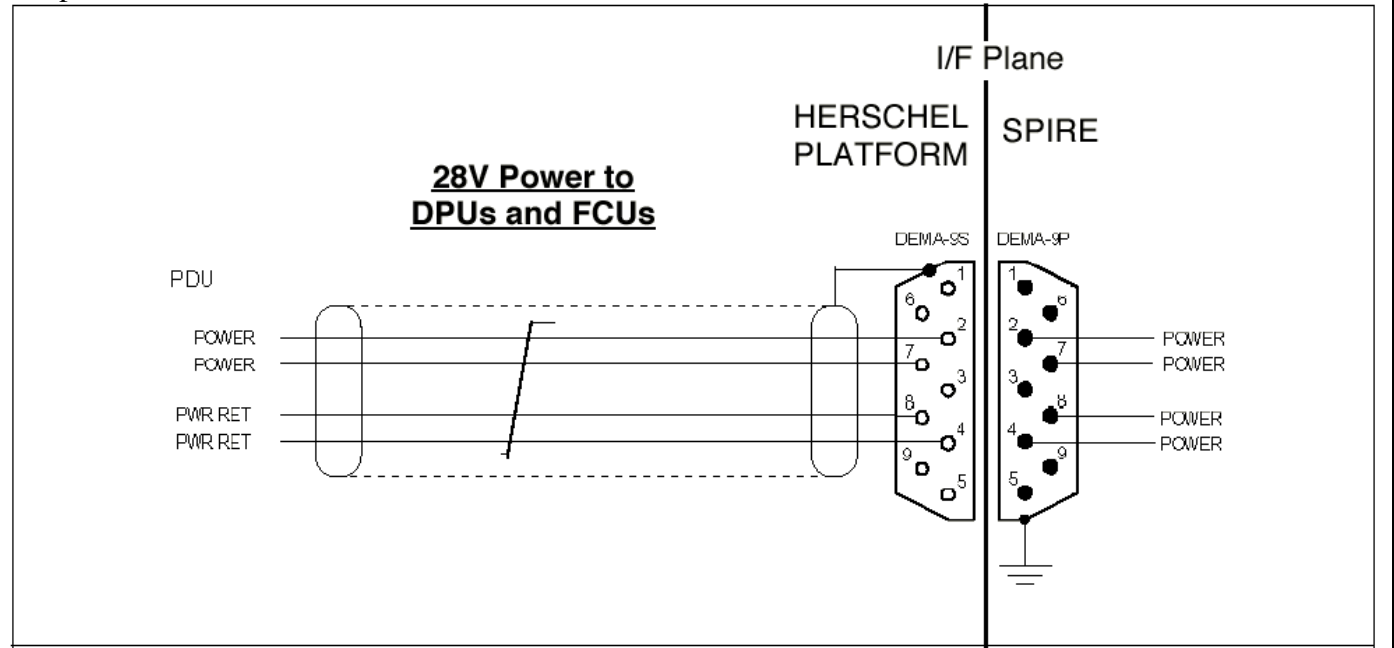 I/F Plane
HERSCHEL
PLATFORM
SPIRE
28V Power to
DPUs and FCUs
DEMA-9S
DEMA-9P
PDU
POWER
POWER
PWR RET
PWR RET
1
6
2
7
3
8
4
9
5
1
6
2
7
3
8
4
9
5
POWER
POWER
POWER
POWER